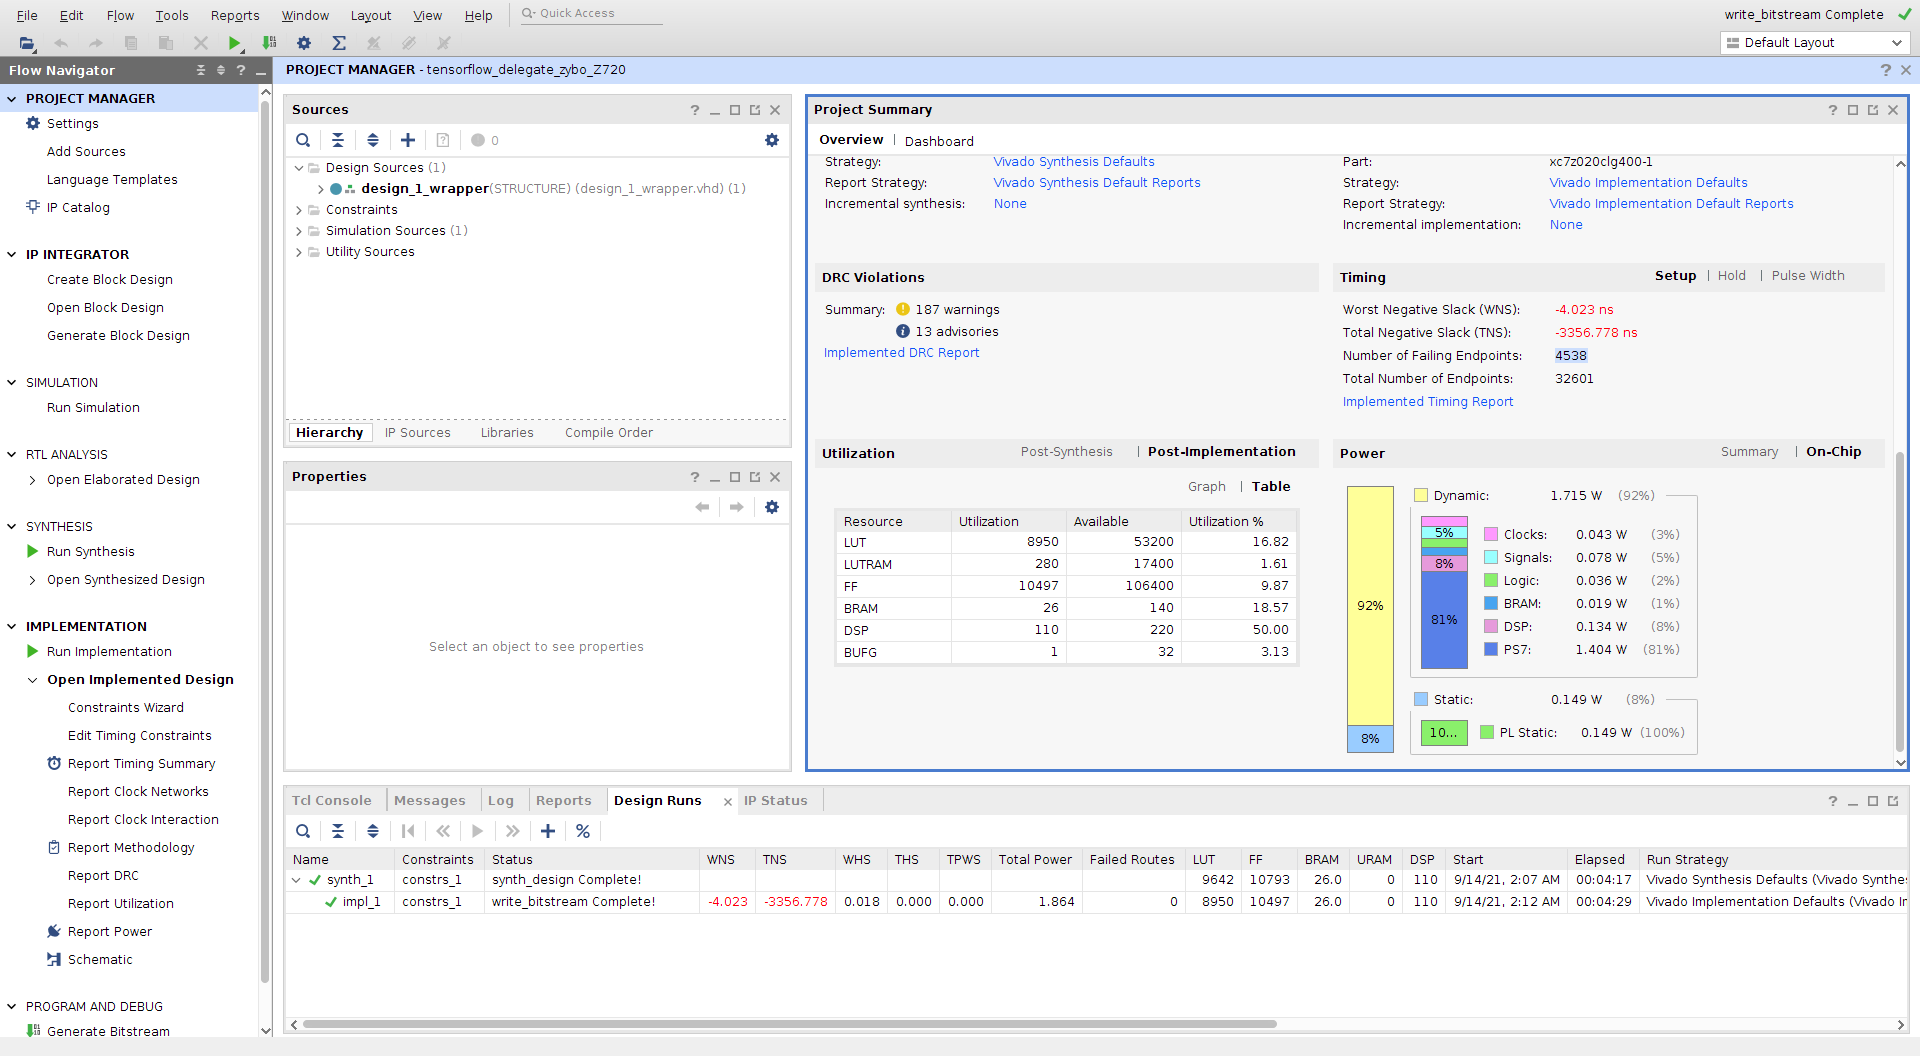 File Edit Flow Tools Reports Window Layout View Help Quick Access write_bitstream Complete
Default Layout
Flow Navigator
PROJECT MANAGER - tensorflow_delegate_zybo_Z720
PROJECT MANAGER
Settings
Add Sources
Language Templates
IP Catalog
IP INTEGRATOR
Create Block Design
Open Block Design
Generate Block Design
SIMULATION
Run Simulation
RTL ANALYSIS
Open Elaborated Design
SYNTHESIS
Run Synthesis
Open Synthesized Design
IMPLEMENTATION
Run Implementation
Open Implemented Design
Constraints Wizard
Edit Timing Constraints
Report Timing Summary
Report Clock Networks
Report Clock Interaction
Report Methodology
Report DRC
Report Utilization
Report Power
Schematic
PROGRAM AND DEBUG
Generate Bitstream
Sources
0
Design Sources (1)
design_1_wrapper(STRUCTURE) (design_1_wrapper.vhd) (1)
Constraints
Simulation Sources (1)
Utility Sources
Hierarchy IP Sources Libraries Compile Order
Properties
Select an object to see properties
Project Summary
Overview | Dashboard
Strategy: Vivado Synthesis Defaults
Report Strategy: Vivado Synthesis Default Reports
Incremental synthesis: None
Part: xc7z020clg400-1
Strategy: Vivado Implementation Defaults
Report Strategy: Vivado Implementation Default Reports
Incremental implementation: None
DRC Violations
Summary: 187 warnings
13 advisories
Implemented DRC Report
Timing Setup | Hold | Pulse Width
Worst Negative Slack (WNS): -4.023 ns
Total Negative Slack (TNS): -3356.778 ns
Number of Failing Endpoints: 4538
Total Number of Endpoints: 32601
Implemented Timing Report
Utilization Post-Synthesis | Post-Implementation
Graph | Table
Resource Utilization Available Utilization %
LUT 8950 53200 16.82
LUTRAM 280 17400 1.61
FF 10497 106400 9.87
BRAM 26 140 18.57
DSP 110 220 50.00
BUFG 1 32 3.13
Power Summary | On-Chip
92%
8%
Dynamic: 1.715 W (92%)
5%
8%
81%
Clocks: 0.043 W (3%)
Signals: 0.078 W (5%)
Logic: 0.036 W (2%)
BRAM: 0.019 W (1%)
DSP: 0.134 W (8%)
PS7: 1.404 W (81%)
Static: 0.149 W (8%)
10... PL Static: 0.149 W (100%)
Tcl Console Messages Log Reports Design Runs IP Status
Name Constraints Status WNS TNS WHS THS TPWS Total Power Failed Routes LUT FF BRAM URAM DSP Start Elapsed Run Strategy
synth_1 constrs_1 synth_design Complete! 9642 10793 26.0 0 110 9/14/21, 2:07 AM 00:04:17 Vivado Synthesis Defaults (Vivado Synthe
impl_1 constrs_1 write_bitstream Complete! -4.023 -3356.778 0.018 0.000 0.000 1.864 0 8950 10497 26.0 0 110 9/14/21, 2:12 AM 00:04:29 Vivado Implementation Defaults (Vivado I